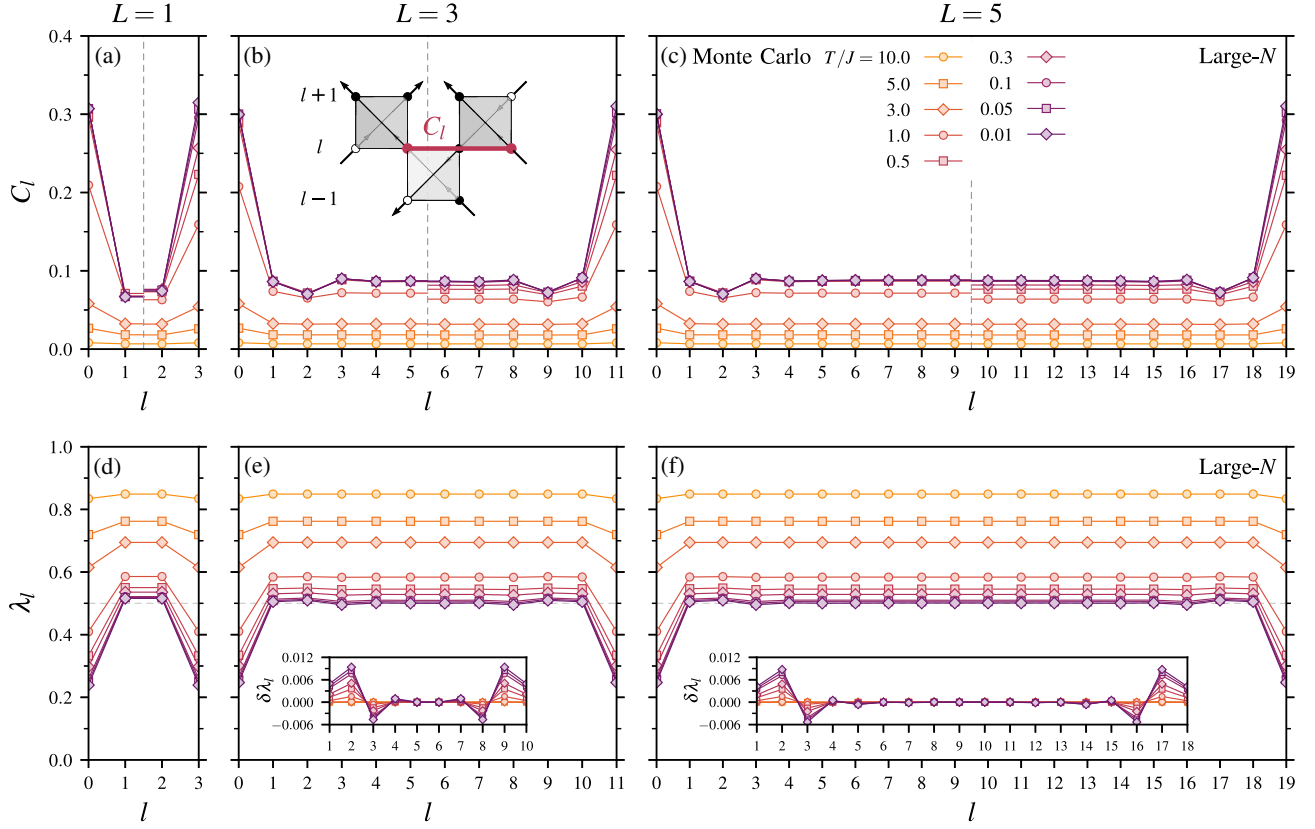 L = 1
L = 3
L = 5
(a)
(b)
(c) Monte Carlo
T/J = 10.0
5.0
3.0
1.0
0.5
0.3
0.1
0.05
0.01
Large-N
l + 1
l
l − 1
C_l
C_l
0.4
0.3
0.2
0.1
0.0
0 1 2 3
0 1 2 3 4 5 6 7 8 9 10 11
0 1 2 3 4 5 6 7 8 9 10 11 12 13 14 15 16 17 18 19
l
l
l
(d)
(e)
(f)
Large-N
λ_l
1.0
0.8
0.6
0.4
0.2
0.0
δλ_l
0.012
0.006
0.000
−0.006
1 2 3 4 5 6 7 8 9 10
δλ_l
0.012
0.006
0.000
−0.006
1 2 3 4 5 6 7 8 9 10 11 12 13 14 15 16 17 18
0 1 2 3
0 1 2 3 4 5 6 7 8 9 10 11
0 1 2 3 4 5 6 7 8 9 10 11 12 13 14 15 16 17 18 19
l
l
l